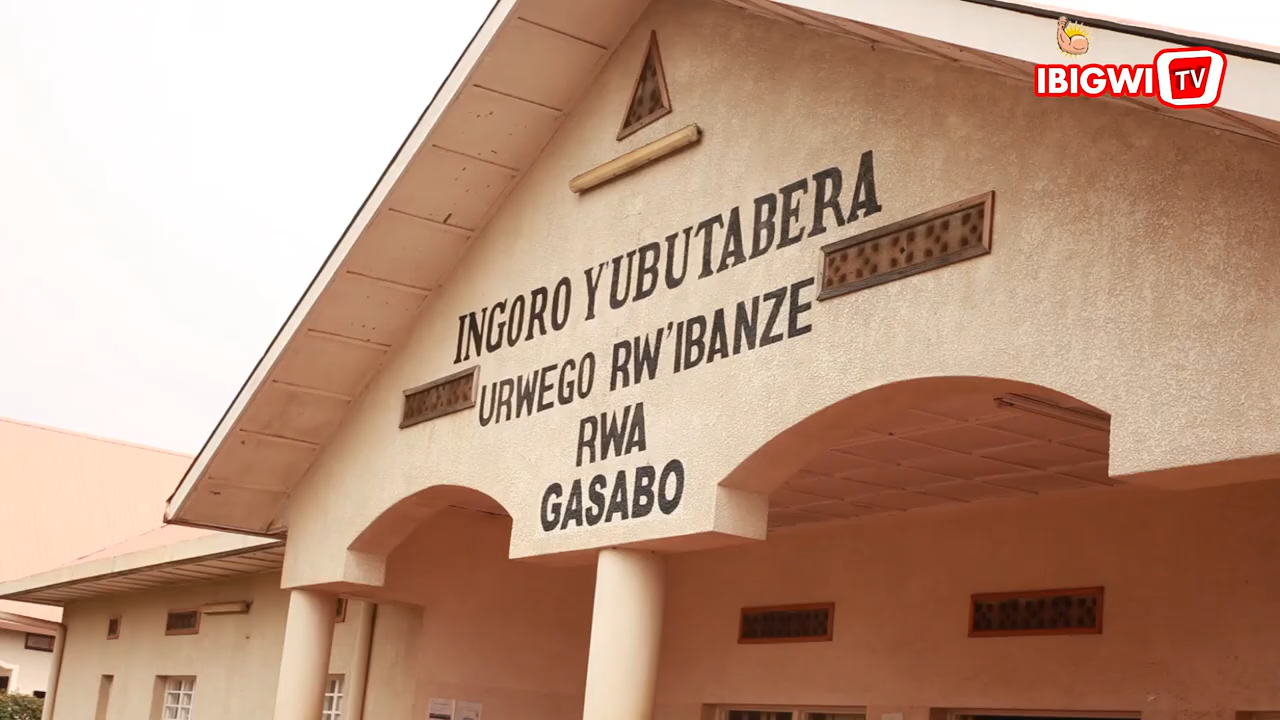 IBIGWI TV
INGORO Y'UBUTABERA
URWEGO RW'IBANZE
RWA
GASABO